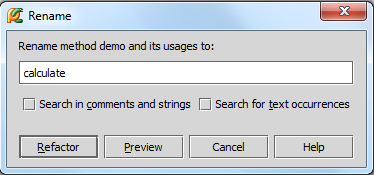 Rename
Rename method demo and its usages to:
calculate
Search in comments and strings Search for text occurrences
Refactor Preview Cancel Help